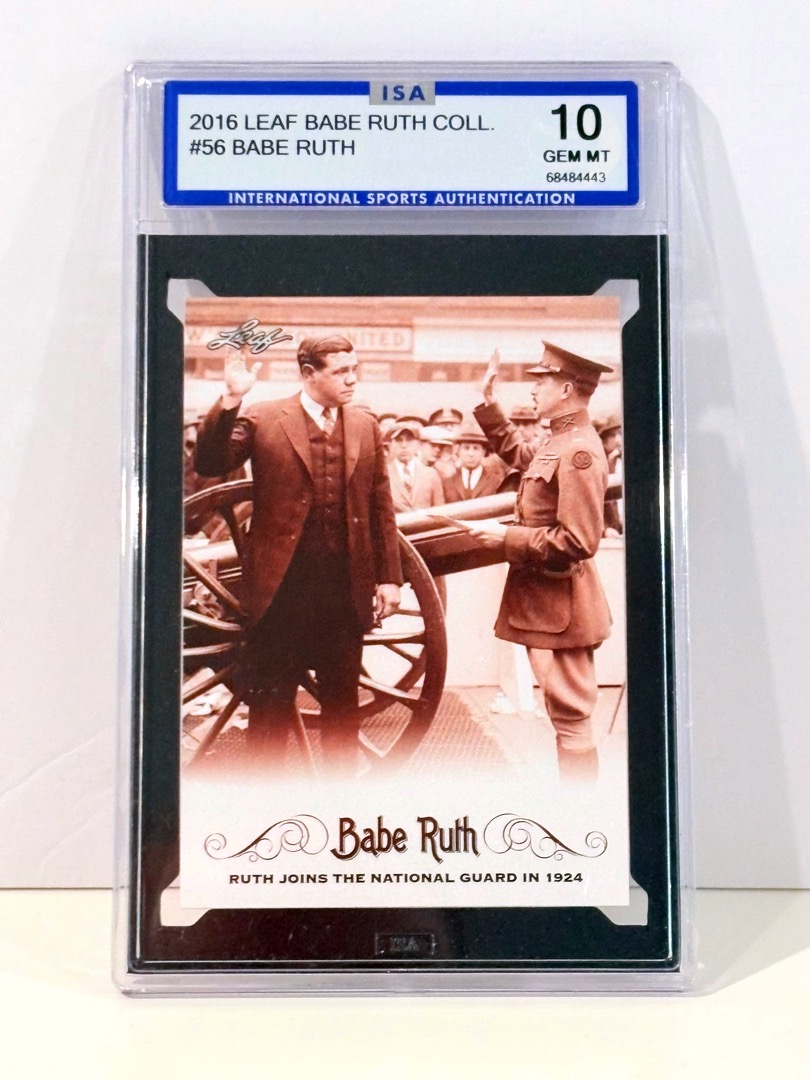 ISA
2016 LEAF BABE RUTH COLL.
#56 BABE RUTH
10
GEM MT
68484443
INTERNATIONAL SPORTS AUTHENTICATION
Leaf
UNITED
Babe Ruth
RUTH JOINS THE NATIONAL GUARD IN 1924
ISA